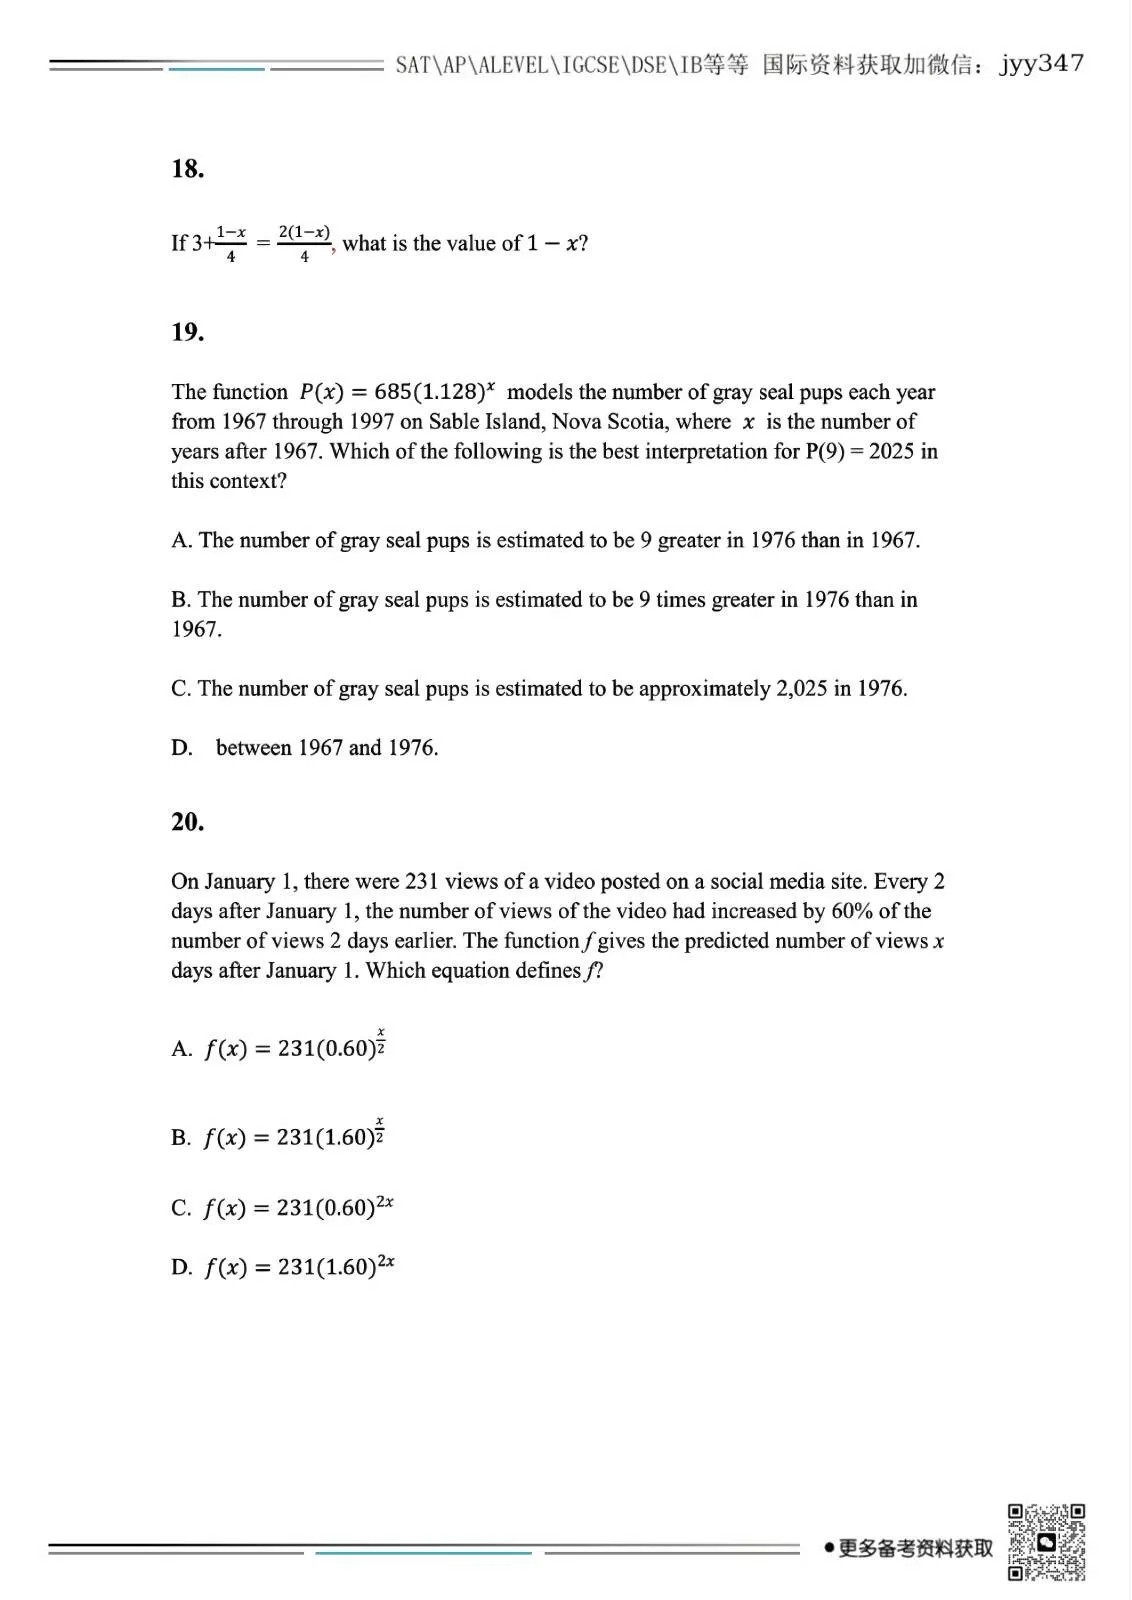 SAT\AP\ALEVEL\IGCSE\DSE\IB等等 国际资料获取加微信：jyy347
18.
If 3+\frac{1−x}{4} = \frac{2(1−x)}{4}, what is the value of 1 − x?
19.
The function P(x) = 685(1.128)^x models the number of gray seal pups each year
from 1967 through 1997 on Sable Island, Nova Scotia, where x is the number of
years after 1967. Which of the following is the best interpretation for P(9) = 2025 in
this context?
A. The number of gray seal pups is estimated to be 9 greater in 1976 than in 1967.
B. The number of gray seal pups is estimated to be 9 times greater in 1976 than in
1967.
C. The number of gray seal pups is estimated to be approximately 2,025 in 1976.
D. between 1967 and 1976.
20.
On January 1, there were 231 views of a video posted on a social media site. Every 2
days after January 1, the number of views of the video had increased by 60% of the
number of views 2 days earlier. The function f gives the predicted number of views x
days after January 1. Which equation defines f?
A. f(x) = 231(0.60)^{\frac{x}{2}}
B. f(x) = 231(1.60)^{\frac{x}{2}}
C. f(x) = 231(0.60)^{2x}
D. f(x) = 231(1.60)^{2x}
●更多备考资料获取